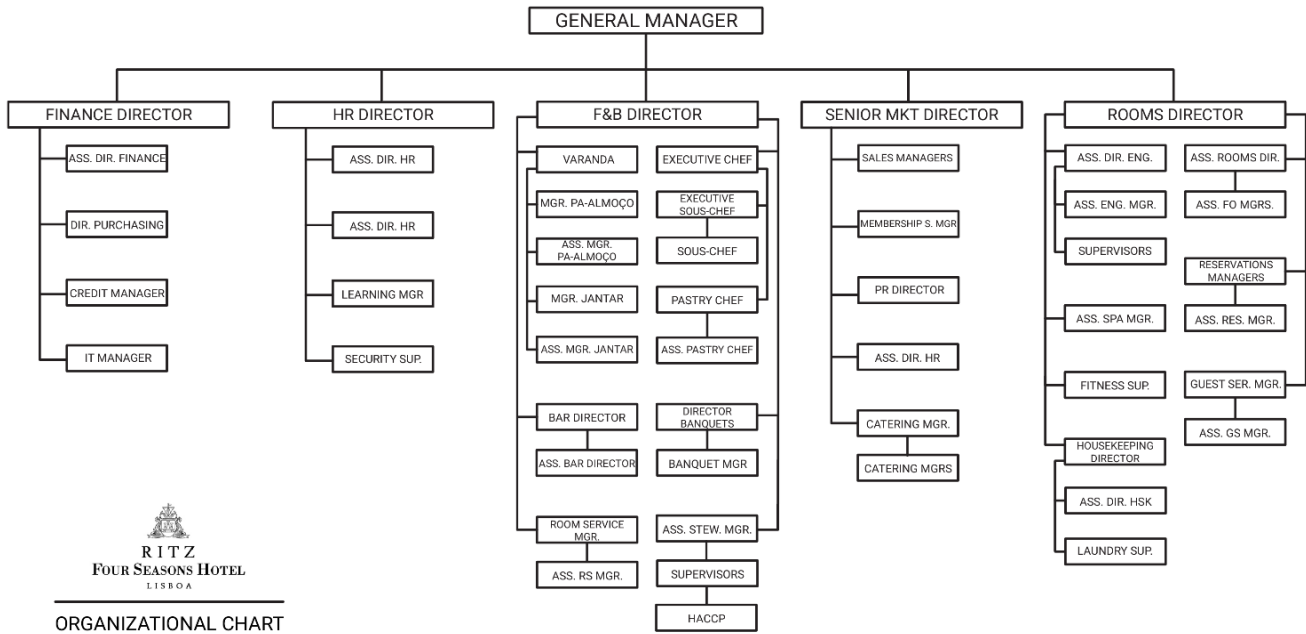 GENERAL MANAGER
FINANCE DIRECTOR
ASS. DIR. FINANCE
DIR. PURCHASING
CREDIT MANAGER
IT MANAGER
HR DIRECTOR
ASS. DIR. HR
ASS. DIR. HR
LEARNING MGR
SECURITY SUP.
F&B DIRECTOR
VARANDA
MGR. PA-ALMOÇO
ASS. MGR.
PA-ALMOÇO
MGR. JANTAR
ASS. MGR. JANTAR
BAR DIRECTOR
ASS. BAR DIRECTOR
ROOM SERVICE
MGR.
ASS. RS MGR.
EXECUTIVE CHEF
EXECUTIVE
SOUS-CHEF
SOUS-CHEF
PASTRY CHEF
ASS. PASTRY CHEF
DIRECTOR
BANQUETS
BANQUET MGR
ASS. STEW. MGR.
SUPERVISORS
HACCP
SENIOR MKT DIRECTOR
SALES MANAGERS
MEMBERSHIP S. MGR
PR DIRECTOR
ASS. DIR. HR
CATERING MGR.
CATERING MGRS
ROOMS DIRECTOR
ASS. DIR. ENG.
ASS. ENG. MGR.
SUPERVISORS
ASS. SPA MGR.
FITNESS SUP.
HOUSEKEEPING
DIRECTOR
ASS. DIR. HSK
LAUNDRY SUP.
ASS. ROOMS DIR.
ASS. FO MGRS.
RESERVATIONS
MANAGERS
ASS. RES. MGR.
GUEST SER. MGR.
ASS. GS MGR.
RITZ
FOUR SEASONS HOTEL
LISBOA
ORGANIZATIONAL CHART